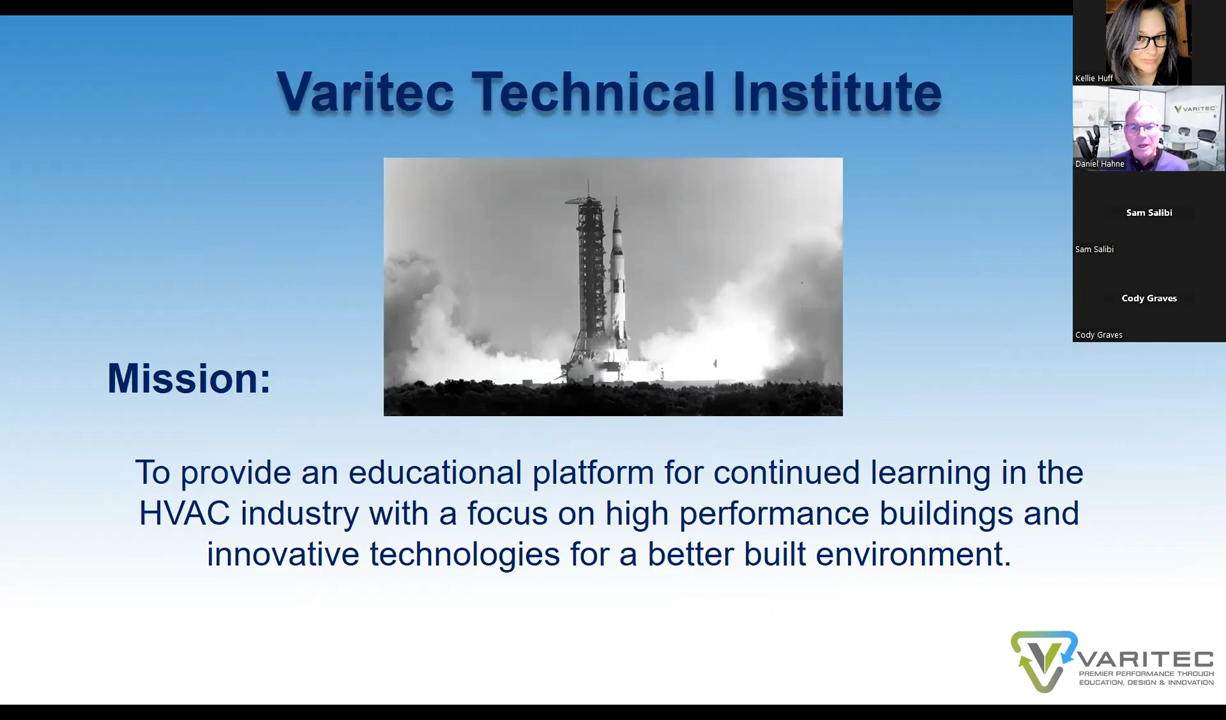 Varitec Technical Institute
Mission:
To provide an educational platform for continued learning in the
HVAC industry with a focus on high performance buildings and
innovative technologies for a better built environment.
VARITEC
PREMIER PERFORMANCE THROUGH
EDUCATION, DESIGN & INNOVATION
Kellie Huff
VARITEC
Daniel Hahne
Sam Salibi
Sam Salibi
Cody Graves
Cody Graves